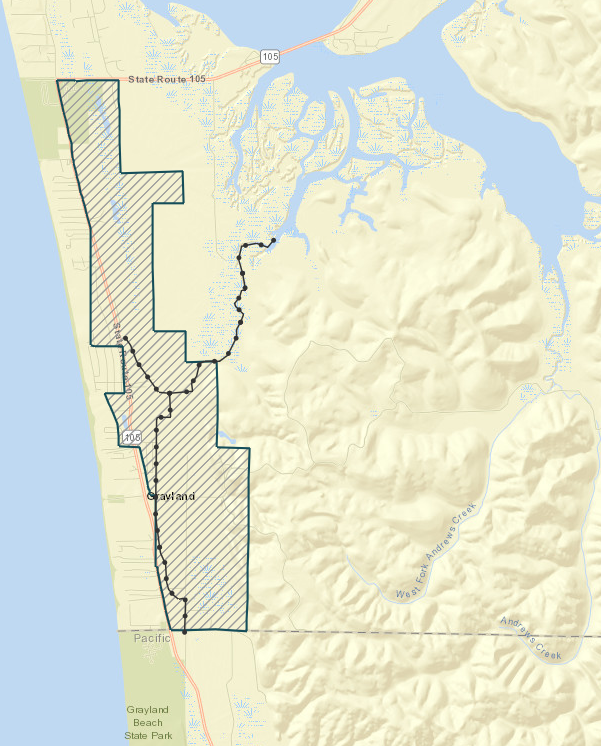 105
State Route 105
State Route 105
105
Grayland
West Fork Andrews Creek
Andrews Creek
Pacific
Grayland
Beach
State Park